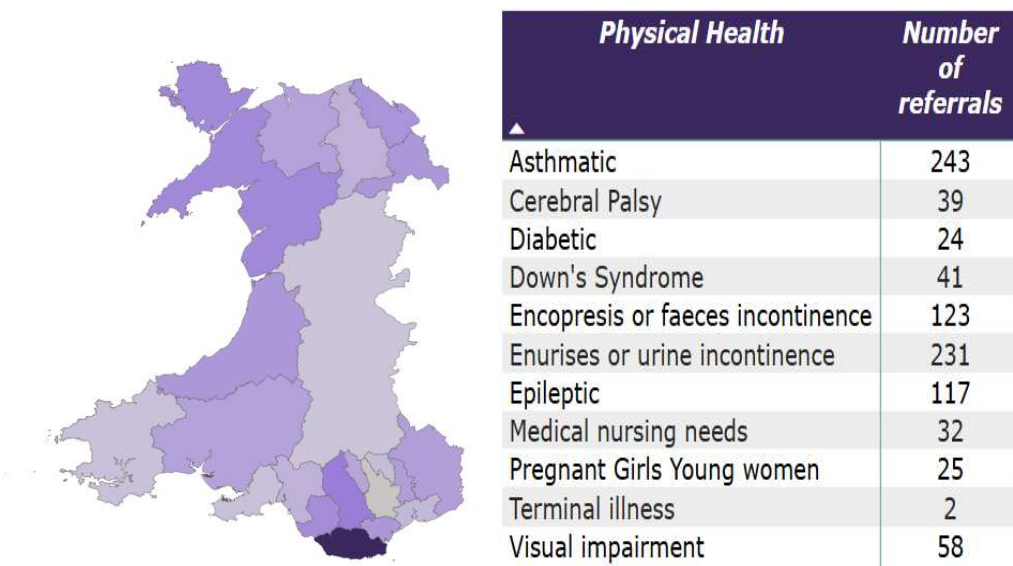 Physical Health Number
of
referrals
Asthmatic 243
Cerebral Palsy 39
Diabetic 24
Down's Syndrome 41
Encopresis or faeces incontinence 123
Enurises or urine incontinence 231
Epileptic 117
Medical nursing needs 32
Pregnant Girls Young women 25
Terminal illness 2
Visual impairment 58